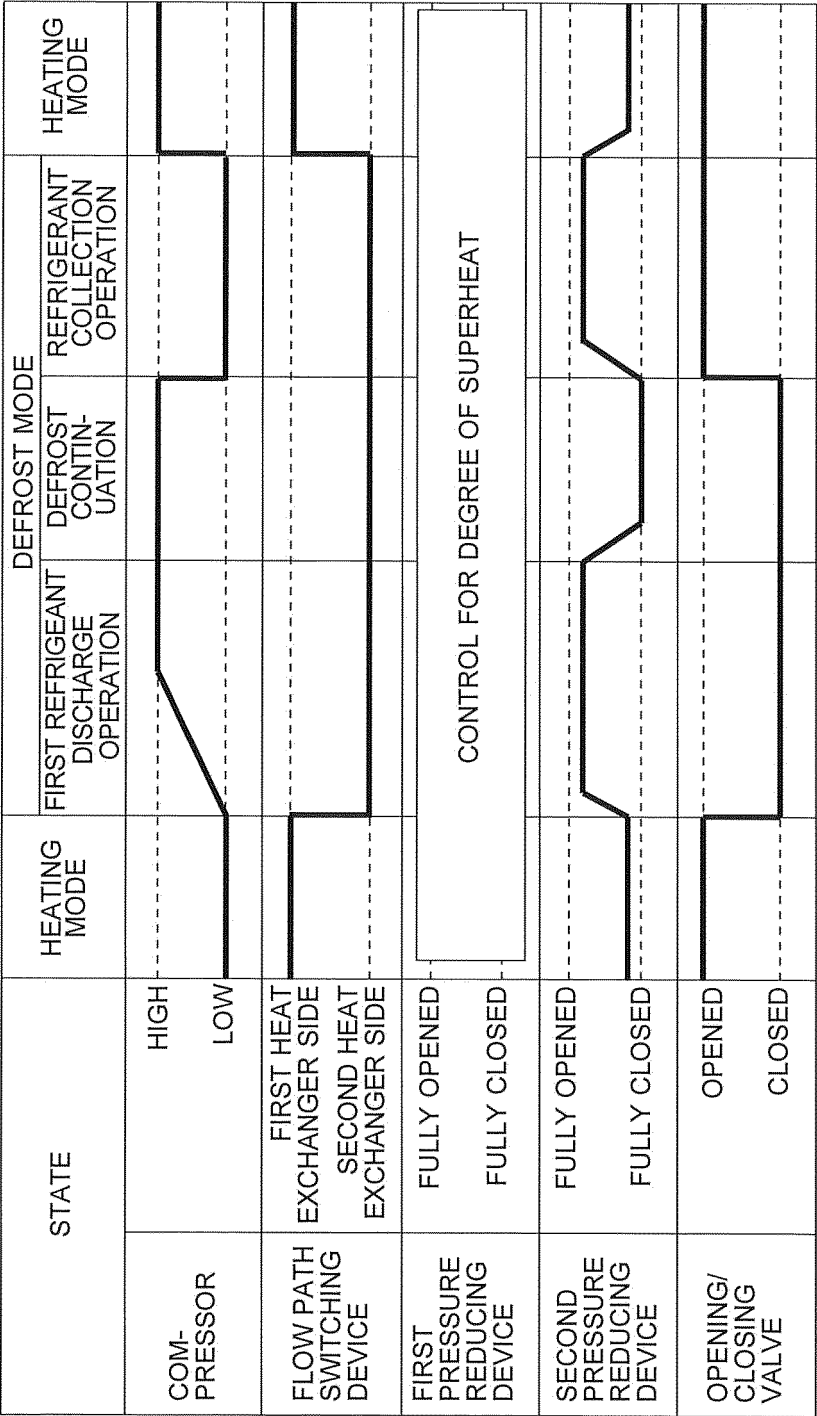 STATE
HEATING
MODE
DEFROST MODE
FIRST REFRIGEANT
DISCHARGE
OPERATION
DEFROST
CONTIN-
UATION
REFRIGERANT
COLLECTION
OPERATION
HEATING
MODE
COM-
PRESSOR
HIGH
LOW
FLOW PATH
SWITCHING
DEVICE
FIRST HEAT
EXCHANGER SIDE
SECOND HEAT
EXCHANGER SIDE
FIRST
PRESSURE
REDUCING
DEVICE
FULLY OPENED
FULLY CLOSED
CONTROL FOR DEGREE OF SUPERHEAT
SECOND
PRESSURE
REDUCING
DEVICE
FULLY OPENED
FULLY CLOSED
OPENING/
CLOSING
VALVE
OPENED
CLOSED